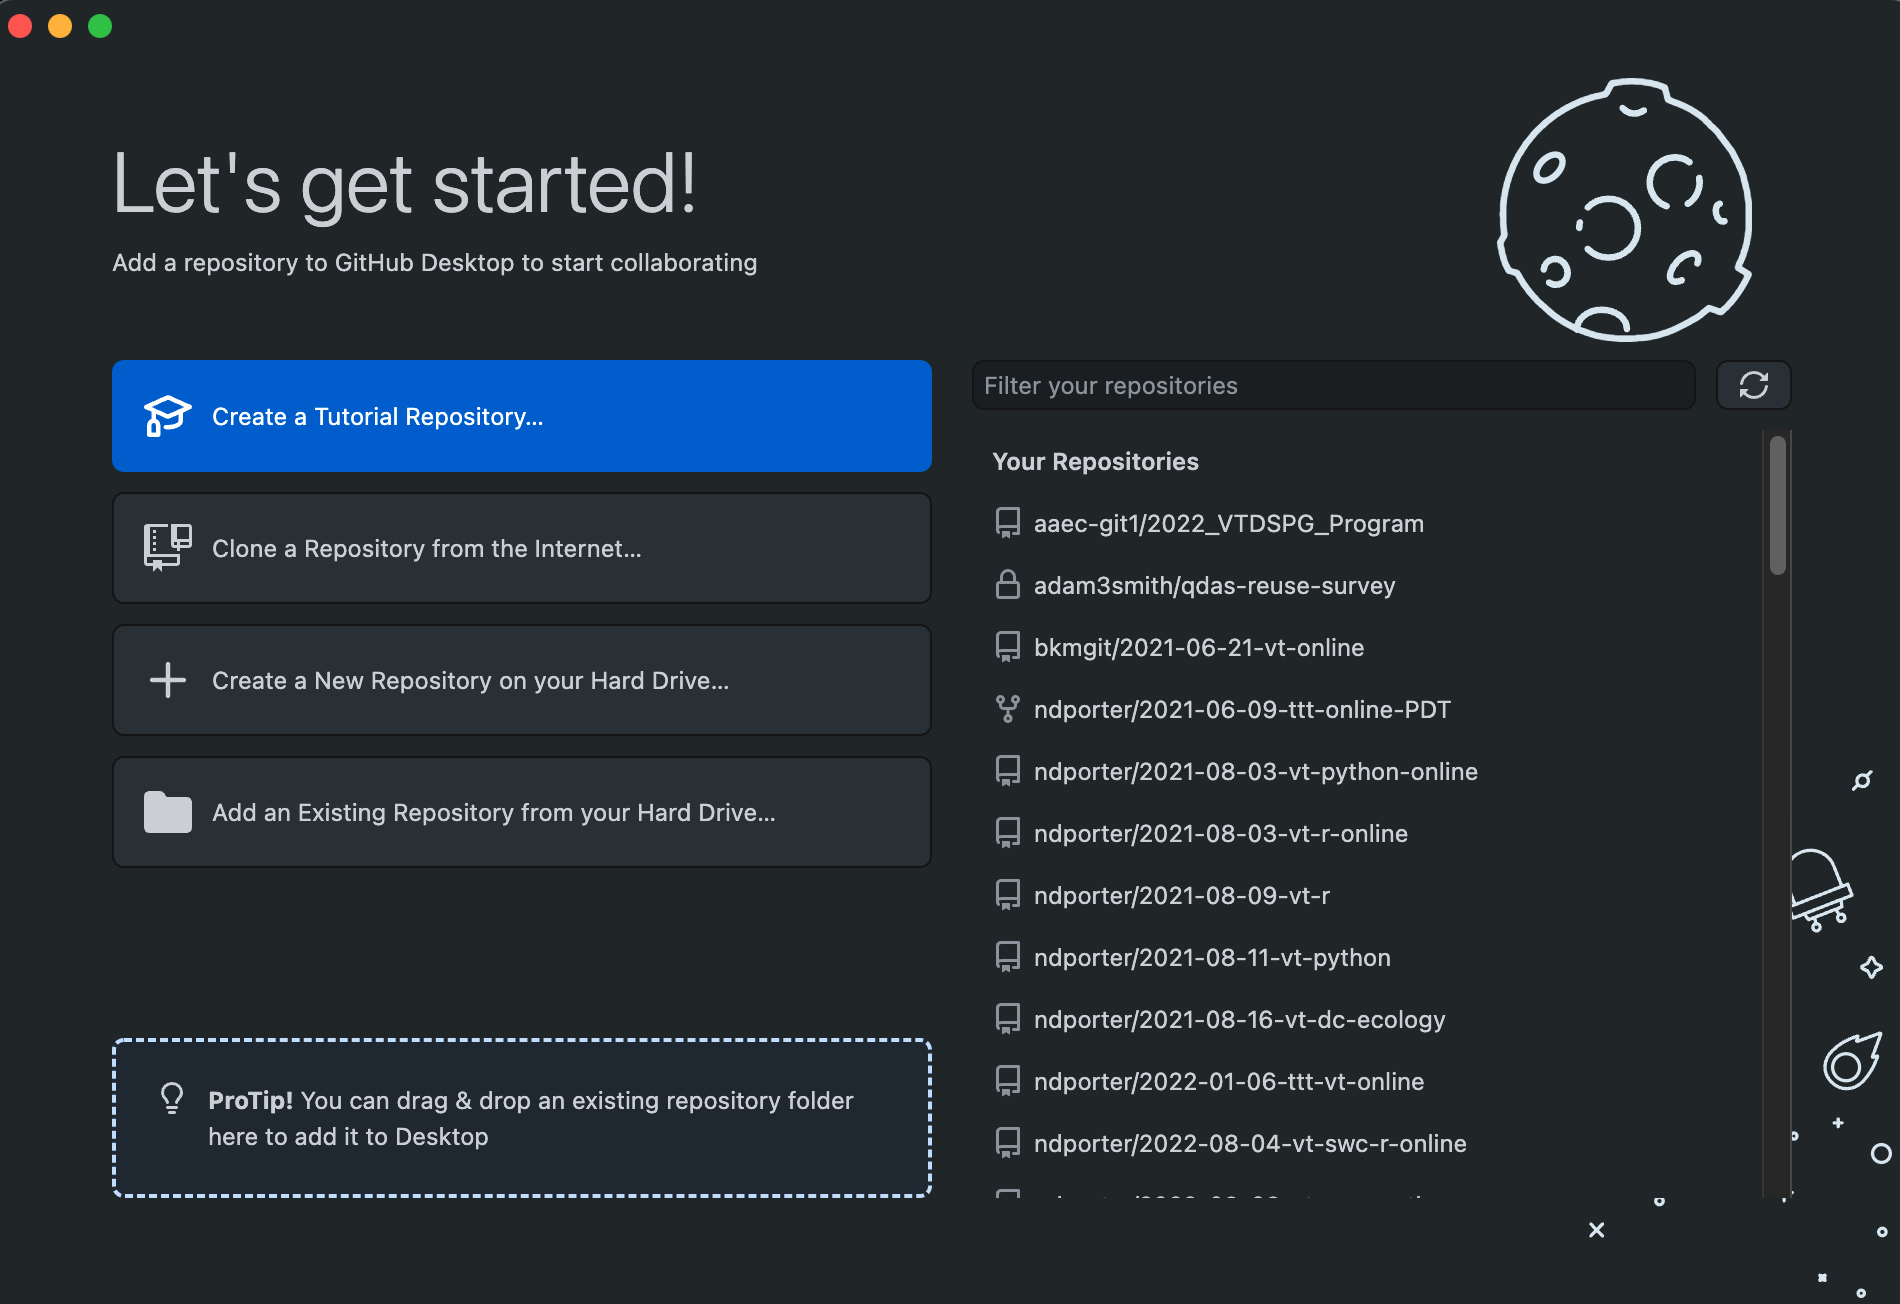 Let's get started!
Add a repository to GitHub Desktop to start collaborating
Create a Tutorial Repository...
Clone a Repository from the Internet...
Create a New Repository on your Hard Drive...
Add an Existing Repository from your Hard Drive...
ProTip! You can drag & drop an existing repository folder
here to add it to Desktop
Filter your repositories
Your Repositories
aaec-git1/2022_VTDSPG_Program
adam3smith/qdas-reuse-survey
bkmgit/2021-06-21-vt-online
ndporter/2021-06-09-ttt-online-PDT
ndporter/2021-08-03-vt-python-online
ndporter/2021-08-03-vt-r-online
ndporter/2021-08-09-vt-r
ndporter/2021-08-11-vt-python
ndporter/2021-08-16-vt-dc-ecology
ndporter/2022-01-06-ttt-vt-online
ndporter/2022-08-04-vt-swc-r-online